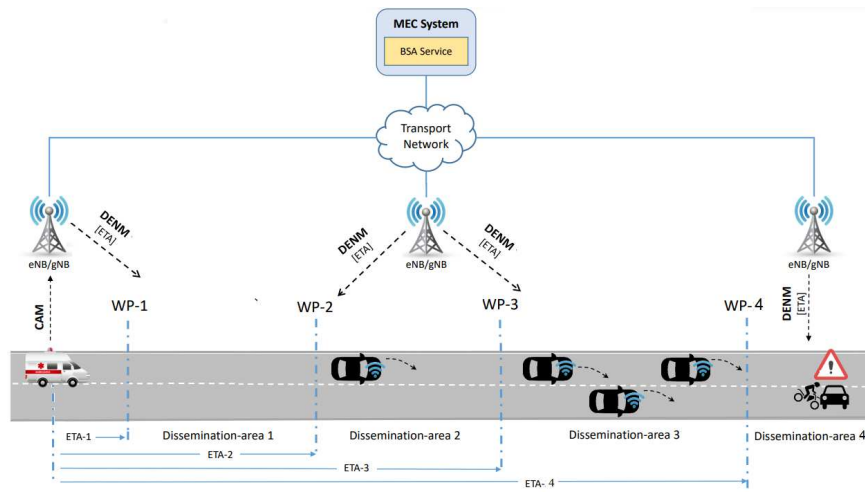 MEC System
BSA Service
Transport
Network
DENM
[ETA]
DENM
[ETA]
DENM
[ETA]
eNB/gNB
eNB/gNB
eNB/gNB
CAM
DENM
[ETA]
WP-1
WP-2
WP-3
WP-4
ETA-1
Dissemination-area 1
Dissemination-area 2
Dissemination-area 3
Dissemination-area 4
ETA-2
ETA-3
ETA- 4